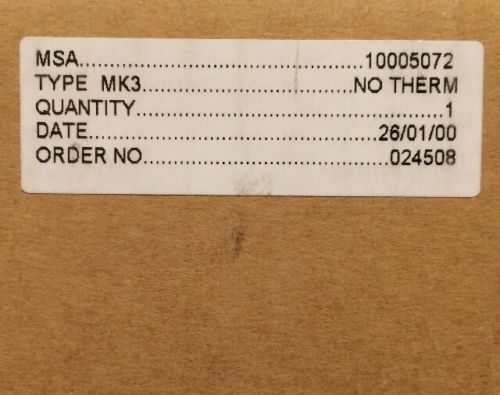 MSA................................................10005072
TYPE MK3...................................NO THERM
QUANTITY....................................................1
DATE................................................26/01/00
ORDER NO.........................................024508